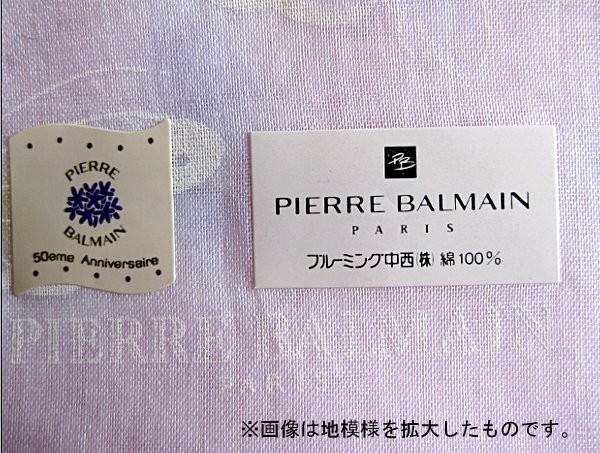 PIERRE
BALMAIN
50eme Anniversaire
PB
PIERRE BALMAIN
PARIS
ブルーミング中西(株) 綿100%
PIERRE BALMAIN
PARIS
※画像は地模様を拡大したものです。